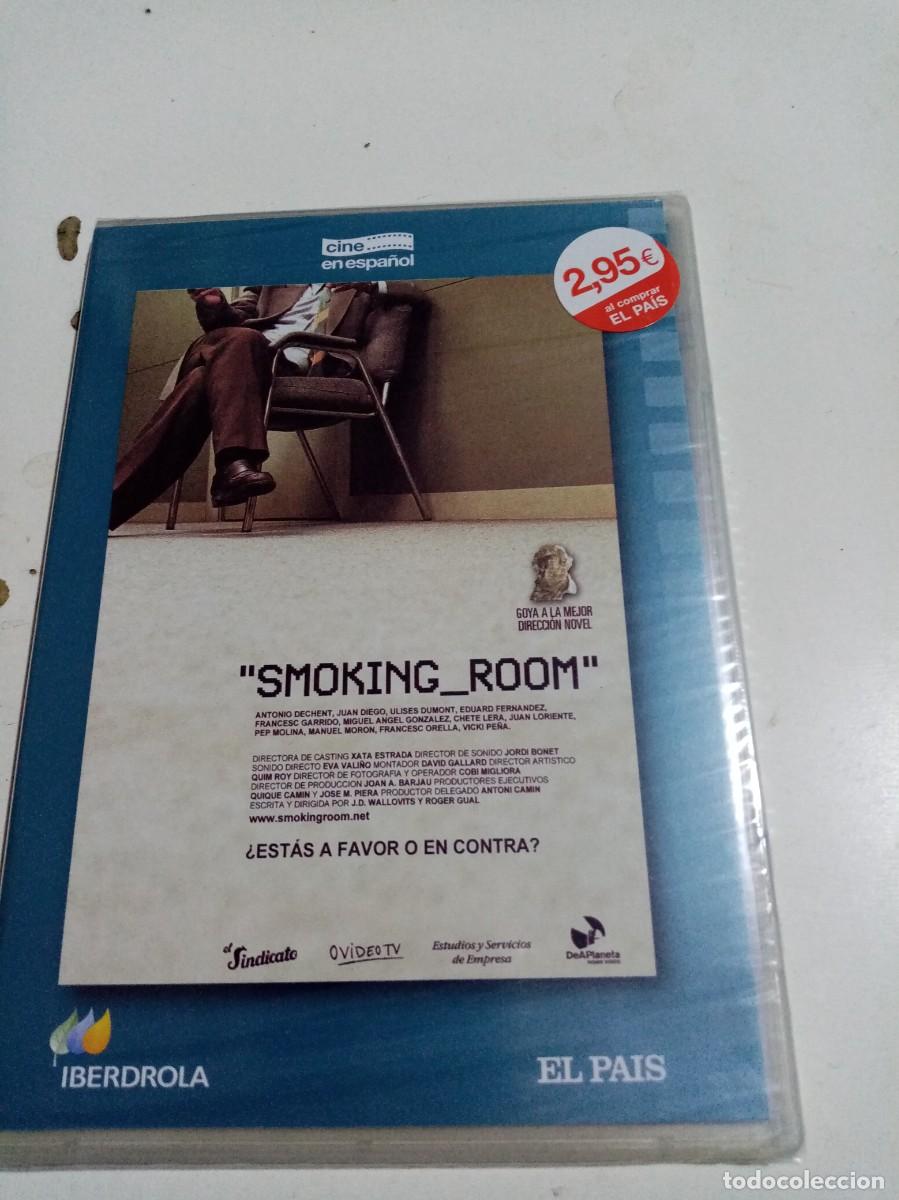 cine
en español
2,95€
al comprar
EL PAÍS
GOYA A LA MEJOR
DIRECCIÓN NOVEL
"SMOKING_ROOM"
ANTONIO DECHENT, JUAN DIEGO, ULISES DUMONT, EDUARD FERNANDEZ,
FRANCESC GARRIDO, MIGUEL ANGEL GONZALEZ, CHETE LERA, JUAN LORIENTE,
PEP MOLINA, MANUEL MORON, FRANCESC ORELLA, VICKI PEÑA.
DIRECTORA DE CASTING XATA ESTRADA DIRECTOR DE SONIDO JORDI BONET
SONIDO DIRECTO EVA VALIÑO MONTADOR DAVID GALLARD DIRECTOR ARTISTICO
QUIM ROY DIRECTOR DE FOTOGRAFIA Y OPERADOR COBI MIGLIORA
DIRECTOR DE PRODUCCION JOAN A. BARJAU PRODUCTORES EJECUTIVOS
QUIQUE CAMIN Y JOSE M. PIERA PRODUCTOR DELEGADO ANTONI CAMIN
ESCRITA Y DIRIGIDA POR J.D. WALLOVITS Y ROGER GUAL
www.smokingroom.net
¿ESTÁS A FAVOR O EN CONTRA?
el Sindicato
OVIDEOTV
Estudios y Servicios
de Empresa
DeAPlaneta
HOME VIDEO
IBERDROLA
EL PAIS
todocoleccion